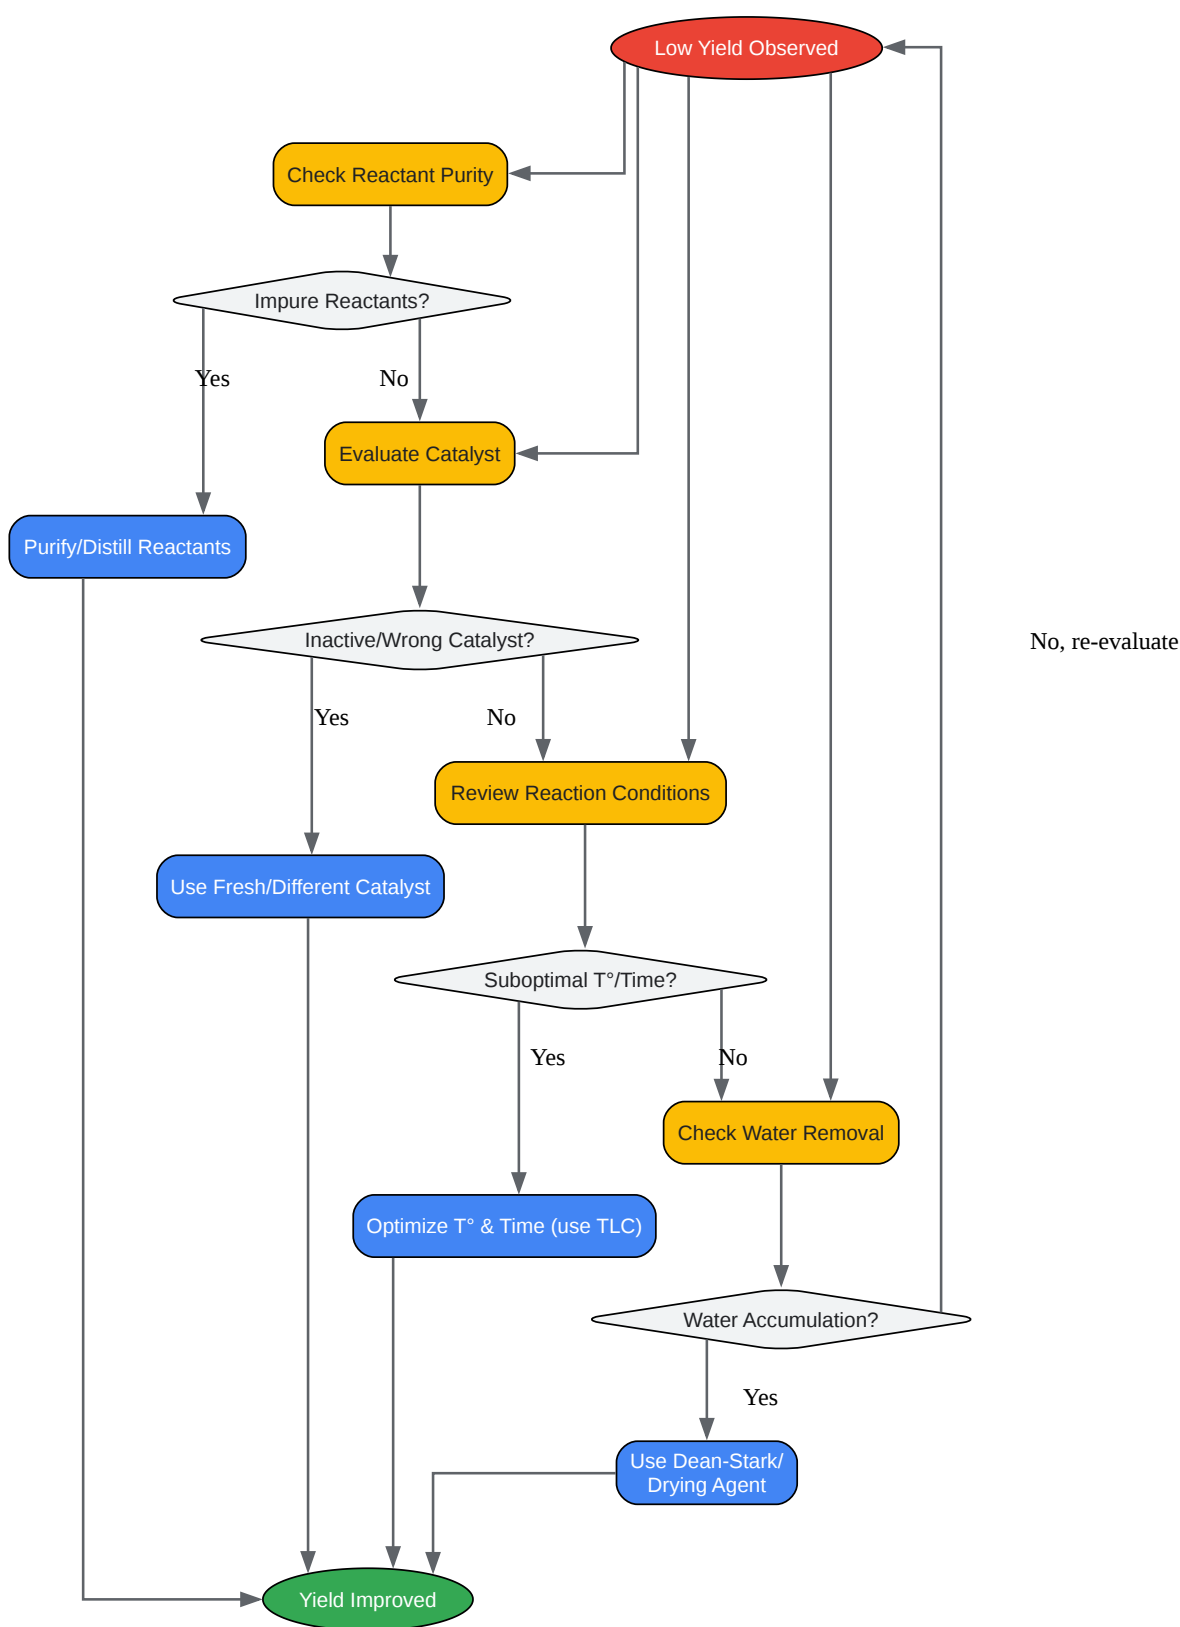 Low Yield Observed
Check Reactant Purity
Impure Reactants?
Yes
No
Evaluate Catalyst
Purify/Distill Reactants
Inactive/Wrong Catalyst?
No, re-evaluate
Yes
No
Review Reaction Conditions
Use Fresh/Different Catalyst
Suboptimal T°/Time?
Yes
No
Check Water Removal
Optimize T° & Time (use TLC)
Water Accumulation?
Yes
Use Dean-Stark/
Drying Agent
Yield Improved